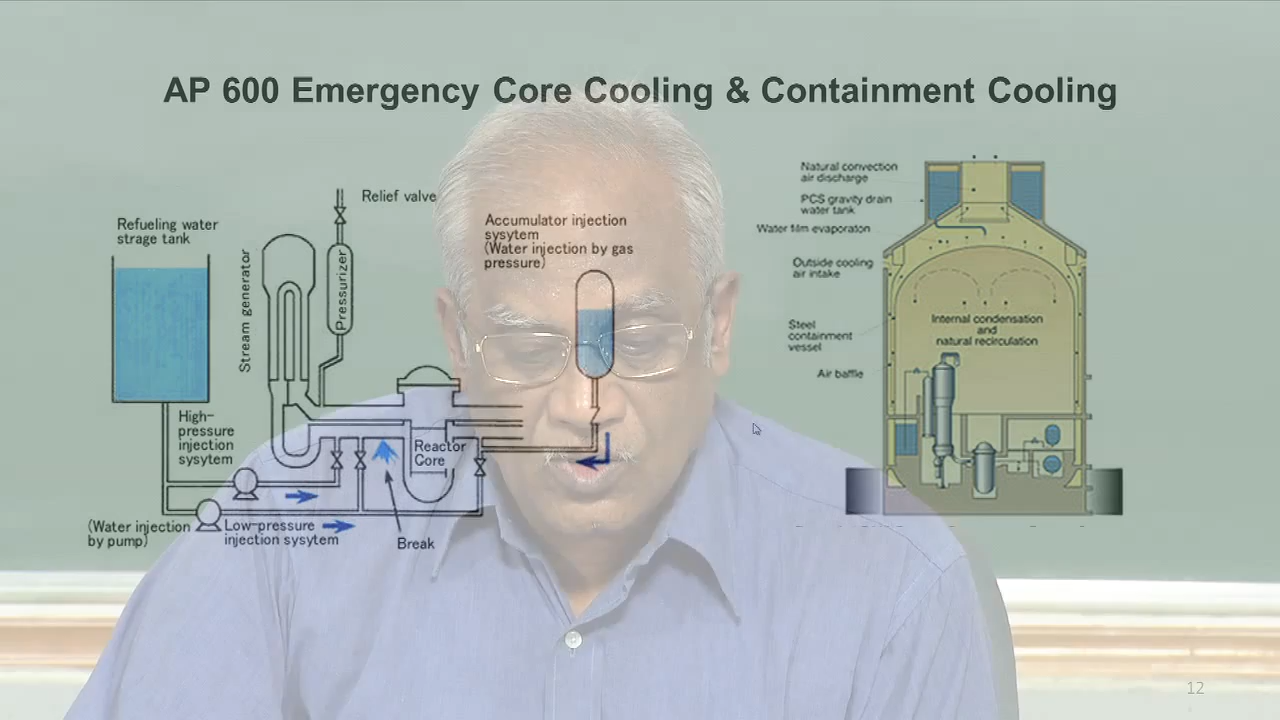 AP 600 Emergency Core Cooling & Containment Cooling
Relief valve
Refueling water
strage tank
Stream generator
Pressurizer
Accumulator injection
sysytem
(Water injection by gas
pressure)
High-
pressure
injection
sysytem
Reactor
Core
(Water injection
by pump)
Low-pressure
injection sysytem
Break
Natural convection
air discharge
PCS gravity drain
water tank
Water film evaporaton
Outside cooling
air intake
Steel
containment
vessel
Air baffle
Internal condensation
and
natural recirculation
12